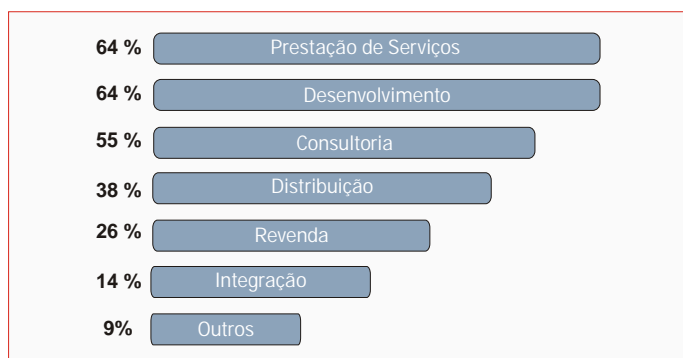 64 % Prestação de Serviços
64 % Desenvolvimento
55 % Consultoria
38 % Distribuição
26 % Revenda
14 % Integração
9% Outros